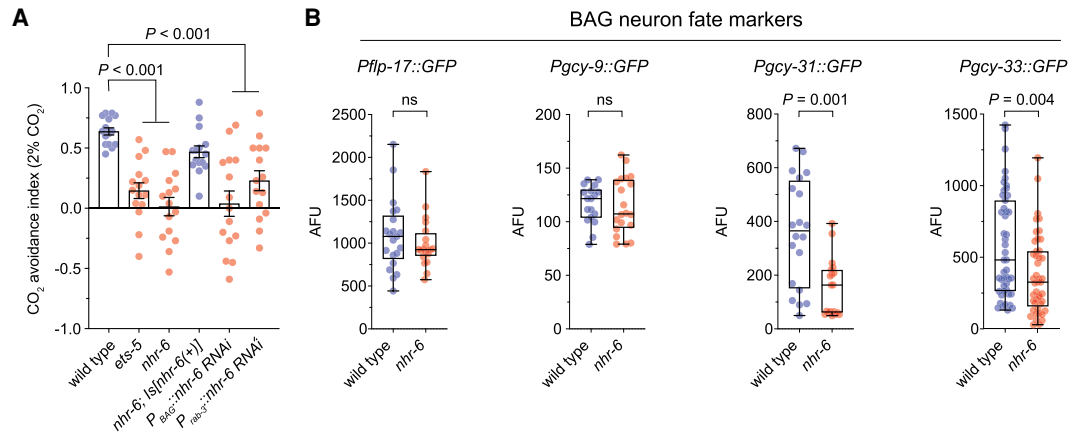 A
P < 0.001
P < 0.001
CO2 avoidance index (2% CO2)
1.0
0.5
0.0
-0.5
-1.0
wild type
ets-5
nhr-6
nhr-6; Is[nhr-6(+)]
PBAG::nhr-6 RNAi
Prab-3::nhr-6 RNAi
B
BAG neuron fate markers
Pflp-17::GFP
ns
AFU
2500
2000
1500
1000
500
0
wild type
nhr-6
Pgcy-9::GFP
ns
AFU
200
150
100
50
0
wild type
nhr-6
Pgcy-31::GFP
P = 0.001
AFU
800
600
400
200
0
wild type
nhr-6
Pgcy-33::GFP
P = 0.004
AFU
1500
1000
500
0
wild type
nhr-6